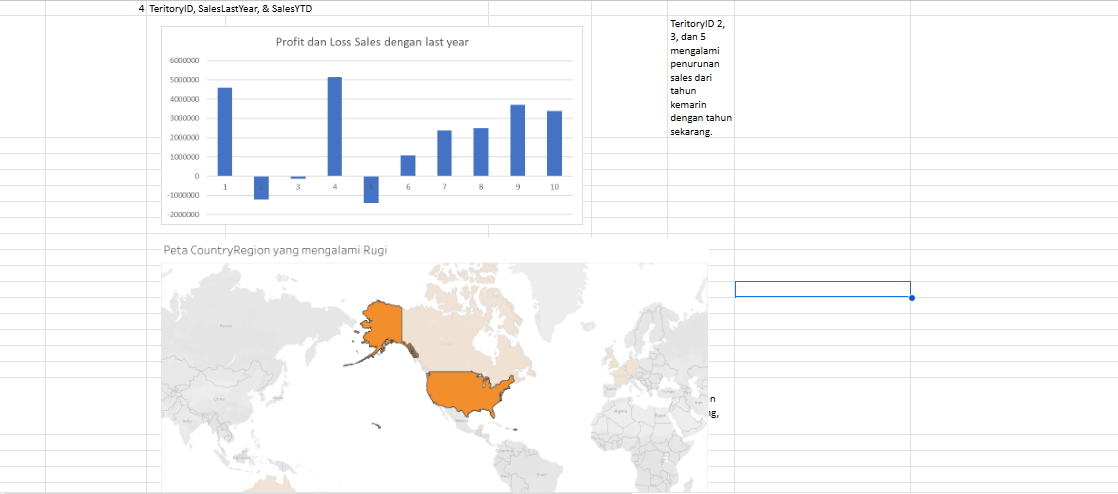 4 TeritoryID, SalesLastYear, & SalesYTD
Profit dan Loss Sales dengan last year
6000000
5000000
4000000
3000000
2000000
1000000
0
-1000000
-2000000
1 2 3 4 5 6 7 8 9 10
TeritoryID 2,
3, dan 5
mengalami
penurunan
sales dari
tahun
kemarin
dengan tahun
sekarang.
Peta CountryRegion yang mengalami Rugi